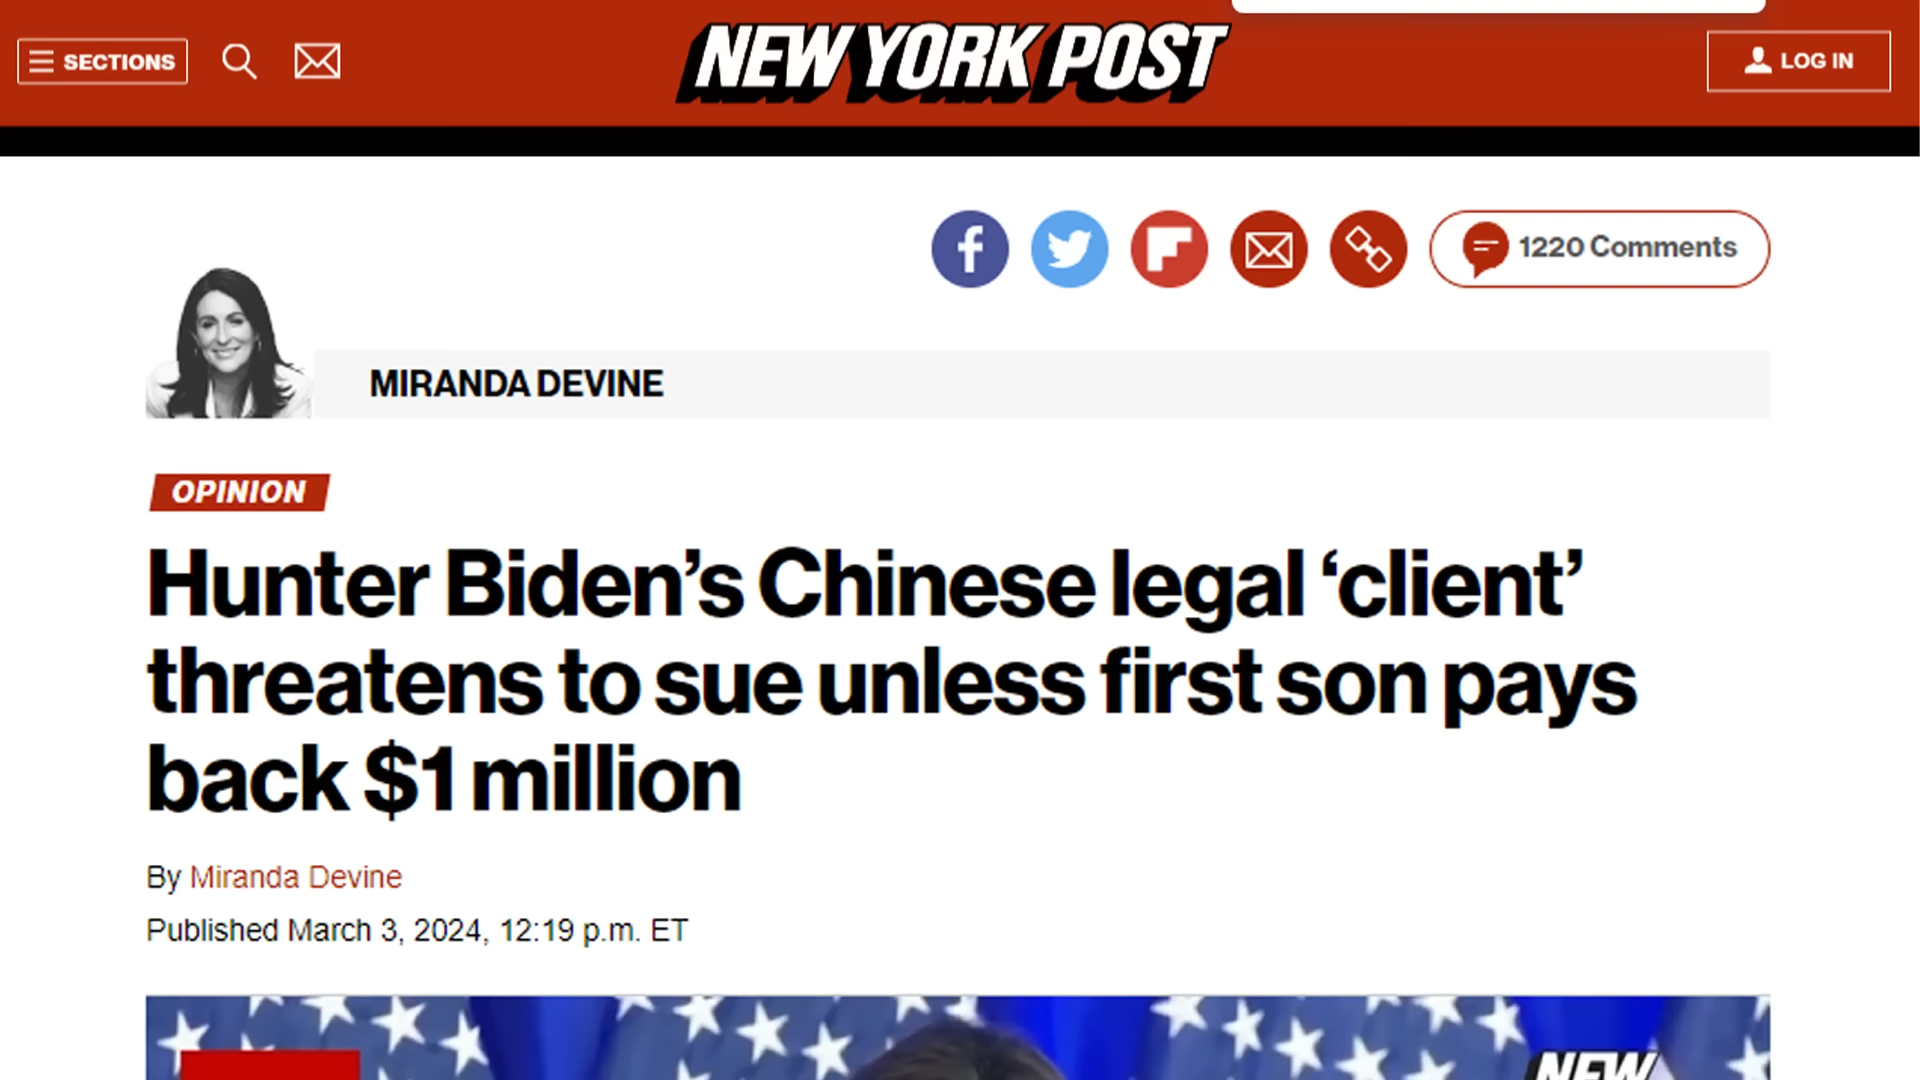 SECTIONS
NEW YORK POST
LOG IN
1220 Comments
MIRANDA DEVINE
OPINION
Hunter Biden’s Chinese legal ‘client’
threatens to sue unless first son pays
back $1 million
By Miranda Devine
Published March 3, 2024, 12:19 p.m. ET
NEW